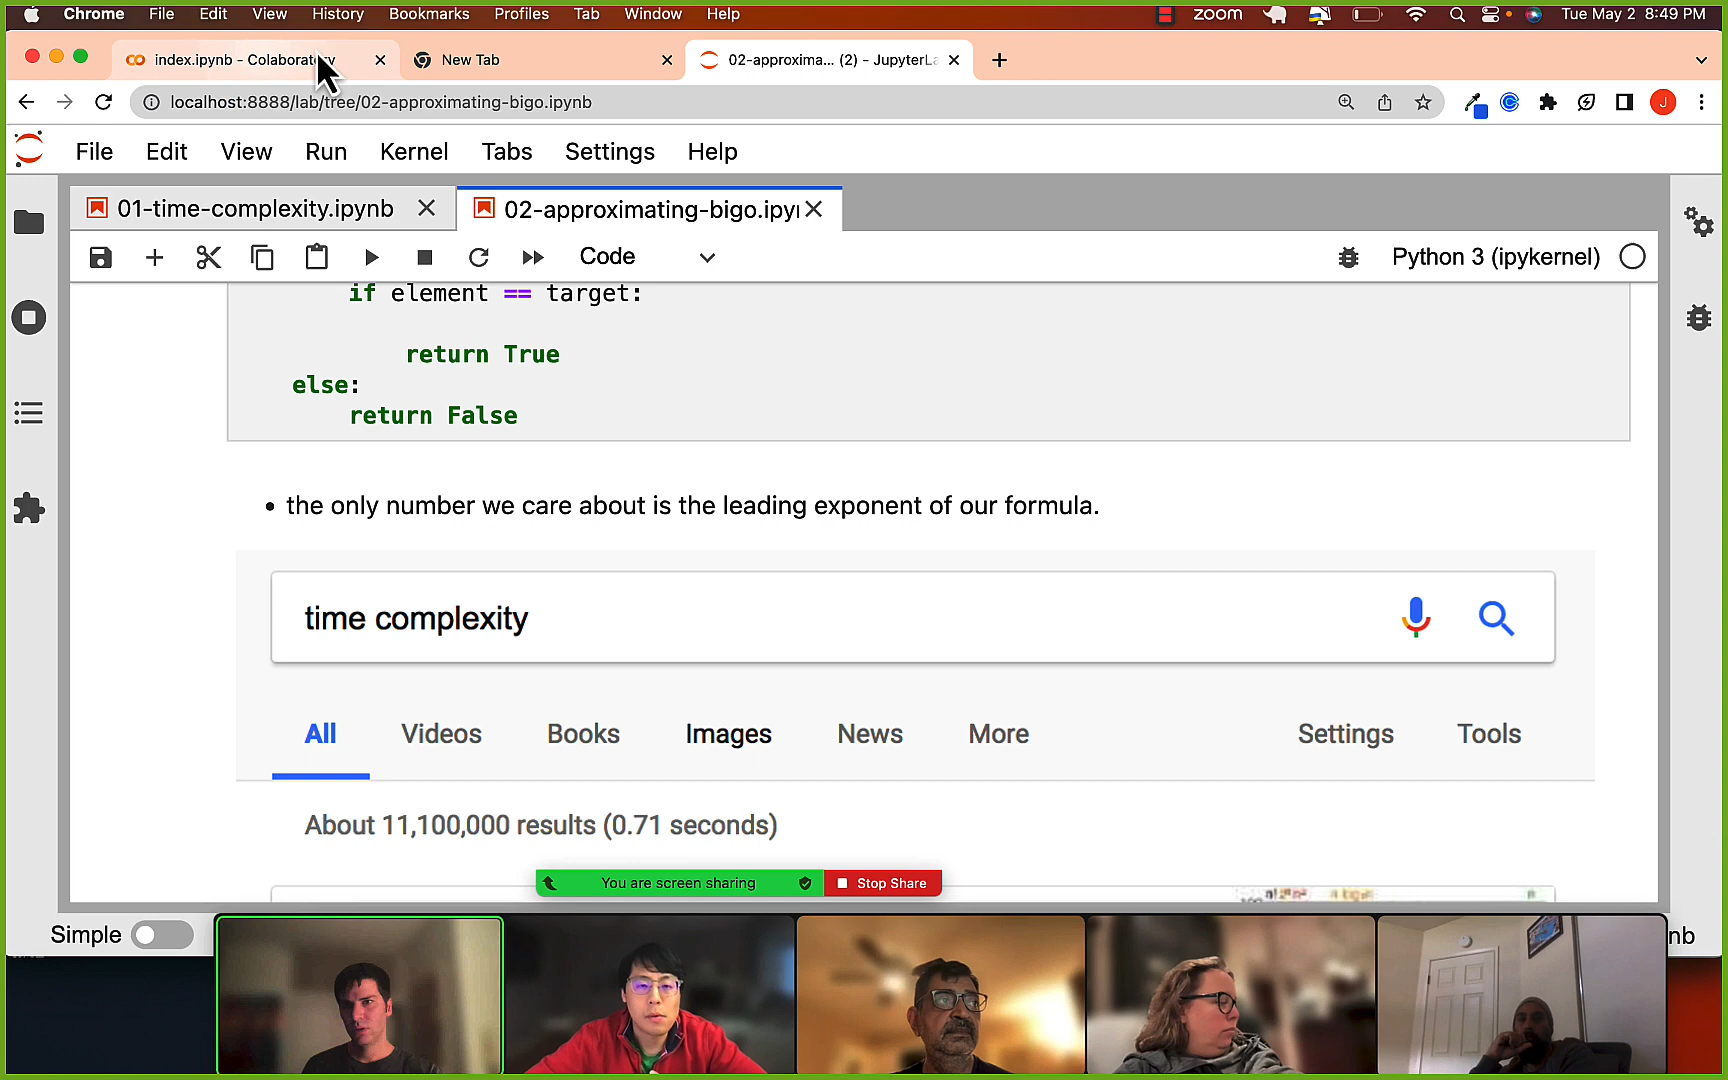 Chrome File Edit View History Bookmarks Profiles Tab Window Help zoom Tue May 2 8:49 PM
index.ipynb - Colaboratory New Tab 02-approxima... (2) - JupyterLa
localhost:8888/lab/tree/02-approximating-bigo.ipynb J
File Edit View Run Kernel Tabs Settings Help
01-time-complexity.ipynb 02-approximating-bigo.ipy
Code Python 3 (ipykernel)
if element == target:
return True
else:
return False
• the only number we care about is the leading exponent of our formula.
time complexity
All Videos Books Images News More Settings Tools
About 11,100,000 results (0.71 seconds)
You are screen sharing Stop Share
Simple nb